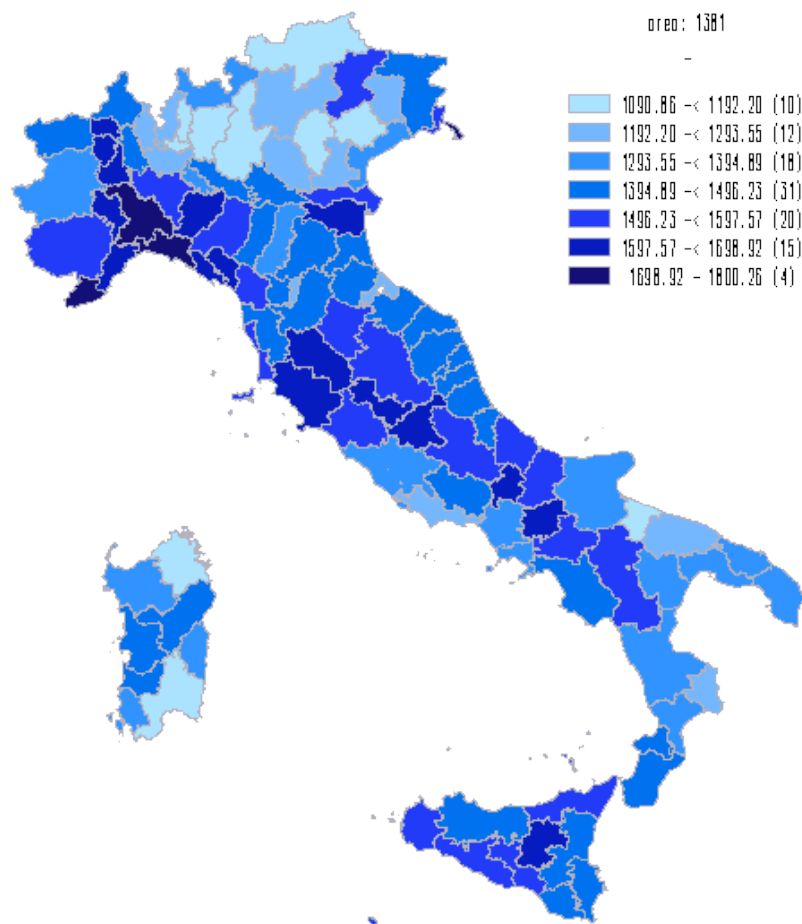 area: 1381
-
1090.86 -< 1192.20 (10)
1192.20 -< 1293.55 (12)
1293.55 -< 1394.89 (18)
1394.89 -< 1496.23 (31)
1496.23 -< 1597.57 (20)
1597.57 -< 1698.92 (15)
1698.92 - 1800.26 (4)